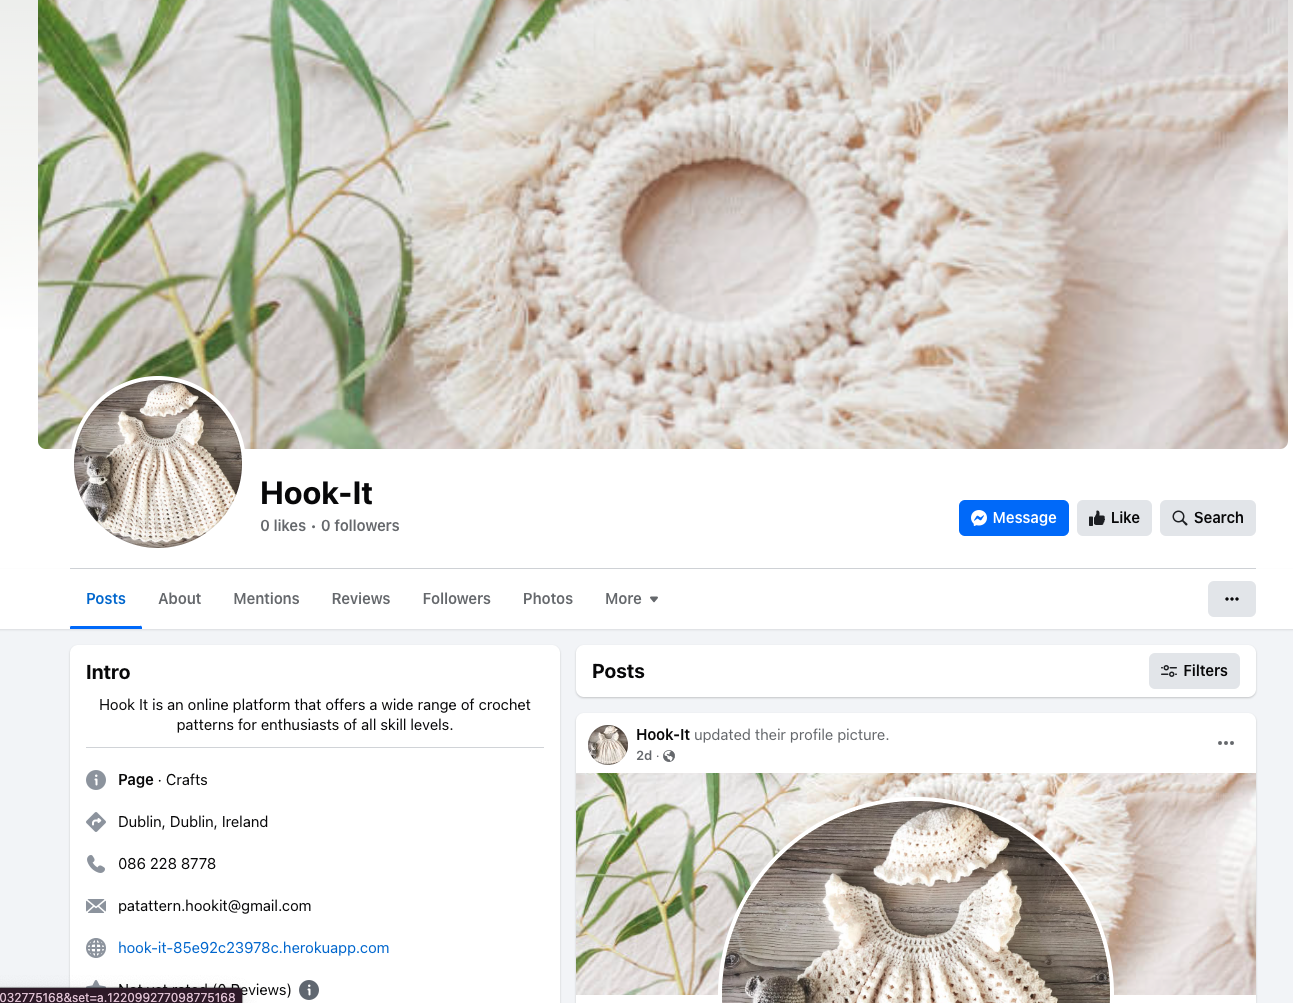 Hook-It
0 likes · 0 followers
Message
Like
Search
Posts
About
Mentions
Reviews
Followers
Photos
More
Intro
Hook It is an online platform that offers a wide range of crochet
patterns for enthusiasts of all skill levels.
Page · Crafts
Dublin, Dublin, Ireland
086 228 8778
patattern.hookit@gmail.com
hook-it-85e92c23978c.herokuapp.com
Not yet rated (0 Reviews)
032775168&set=a.122099277098775168
Posts
Filters
Hook-It updated their profile picture.
2d ·